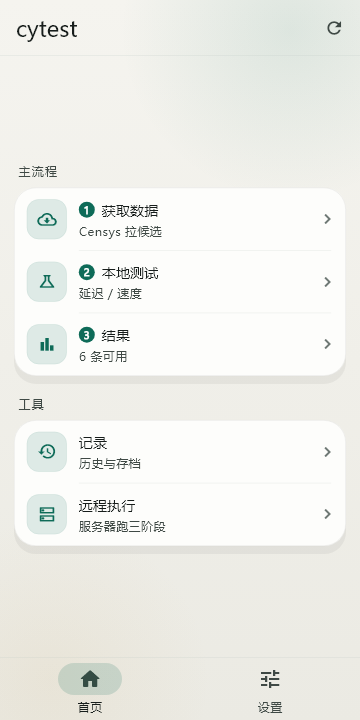 cytest
主流程
1 获取数据
Censys 拉候选
2 本地测试
延迟 / 速度
3 结果
6 条可用
工具
记录
历史与存档
远程执行
服务器跑三阶段
首页
设置